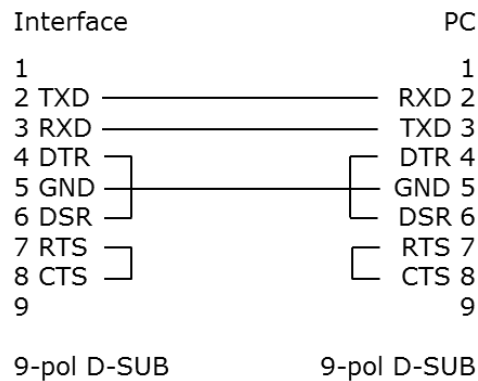 Interface PC
1 1
2 TXD RXD 2
3 RXD TXD 3
4 DTR DTR 4
5 GND GND 5
6 DSR DSR 6
7 RTS RTS 7
8 CTS CTS 8
9 9
9-pol D-SUB 9-pol D-SUB